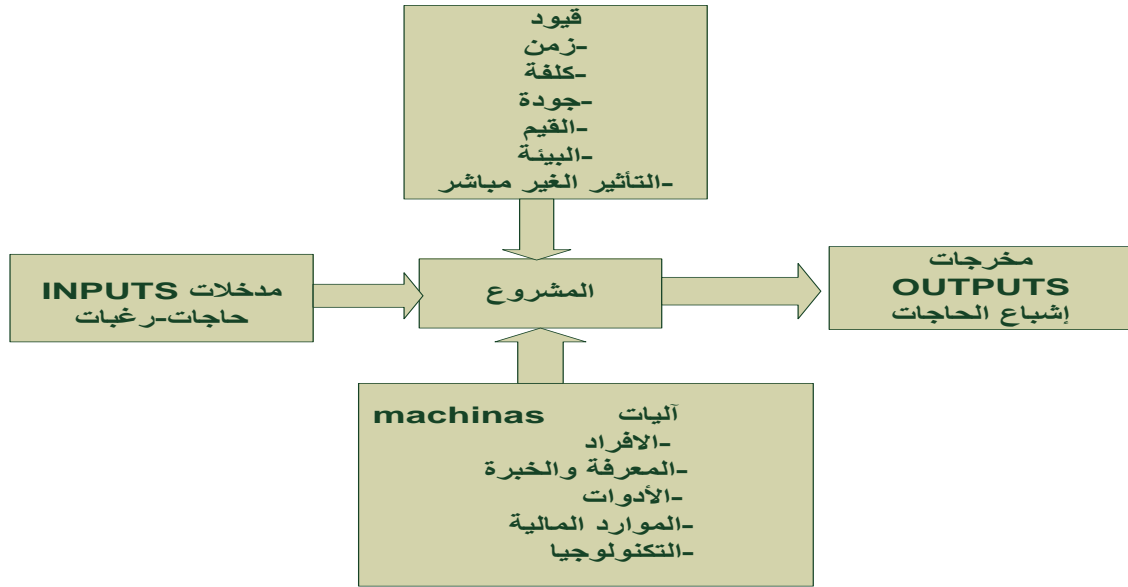 قيود
-زمن
-كلفة
-جودة
-القيم
-البيئة
-التأثير الغير مباشر
مدخلات INPUTS
حاجات-رغبات
المشروع
مخرجات
OUTPUTS
إشباع الحاجات
آليات machinas
-الافراد
-المعرفة والخبرة
-الأدوات
-الموارد المالية
-التكنولوجيا